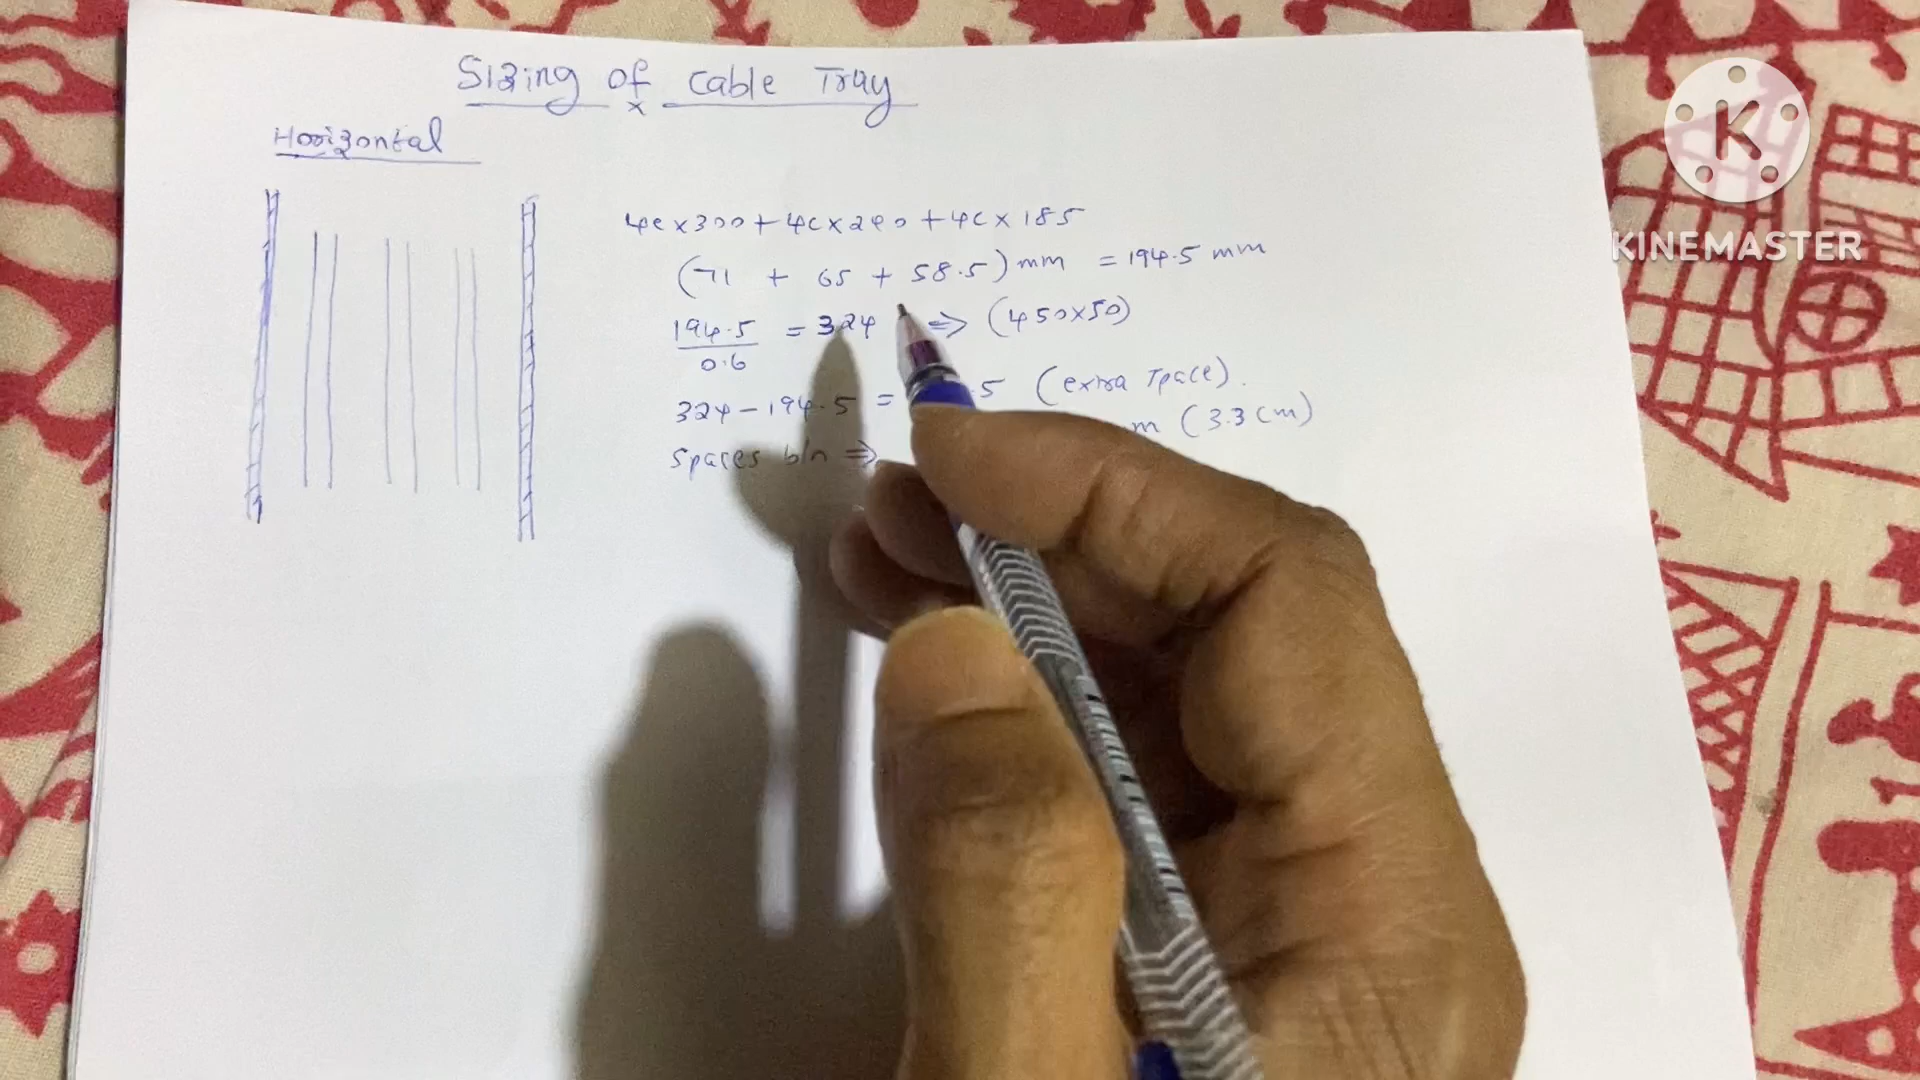 Sizing of Cable Tray
x
Horizontal
4c x 300 + 4c x 240 + 4c x 185
(71 + 65 + 58.5) mm = 194.5 mm
194.5 = 324 ⇒ (450x50)
0.6
324 - 194.5 = .5 (extra Space).
Spaces b/n ⇒ m (3.3 cm)
K
KINEMASTER